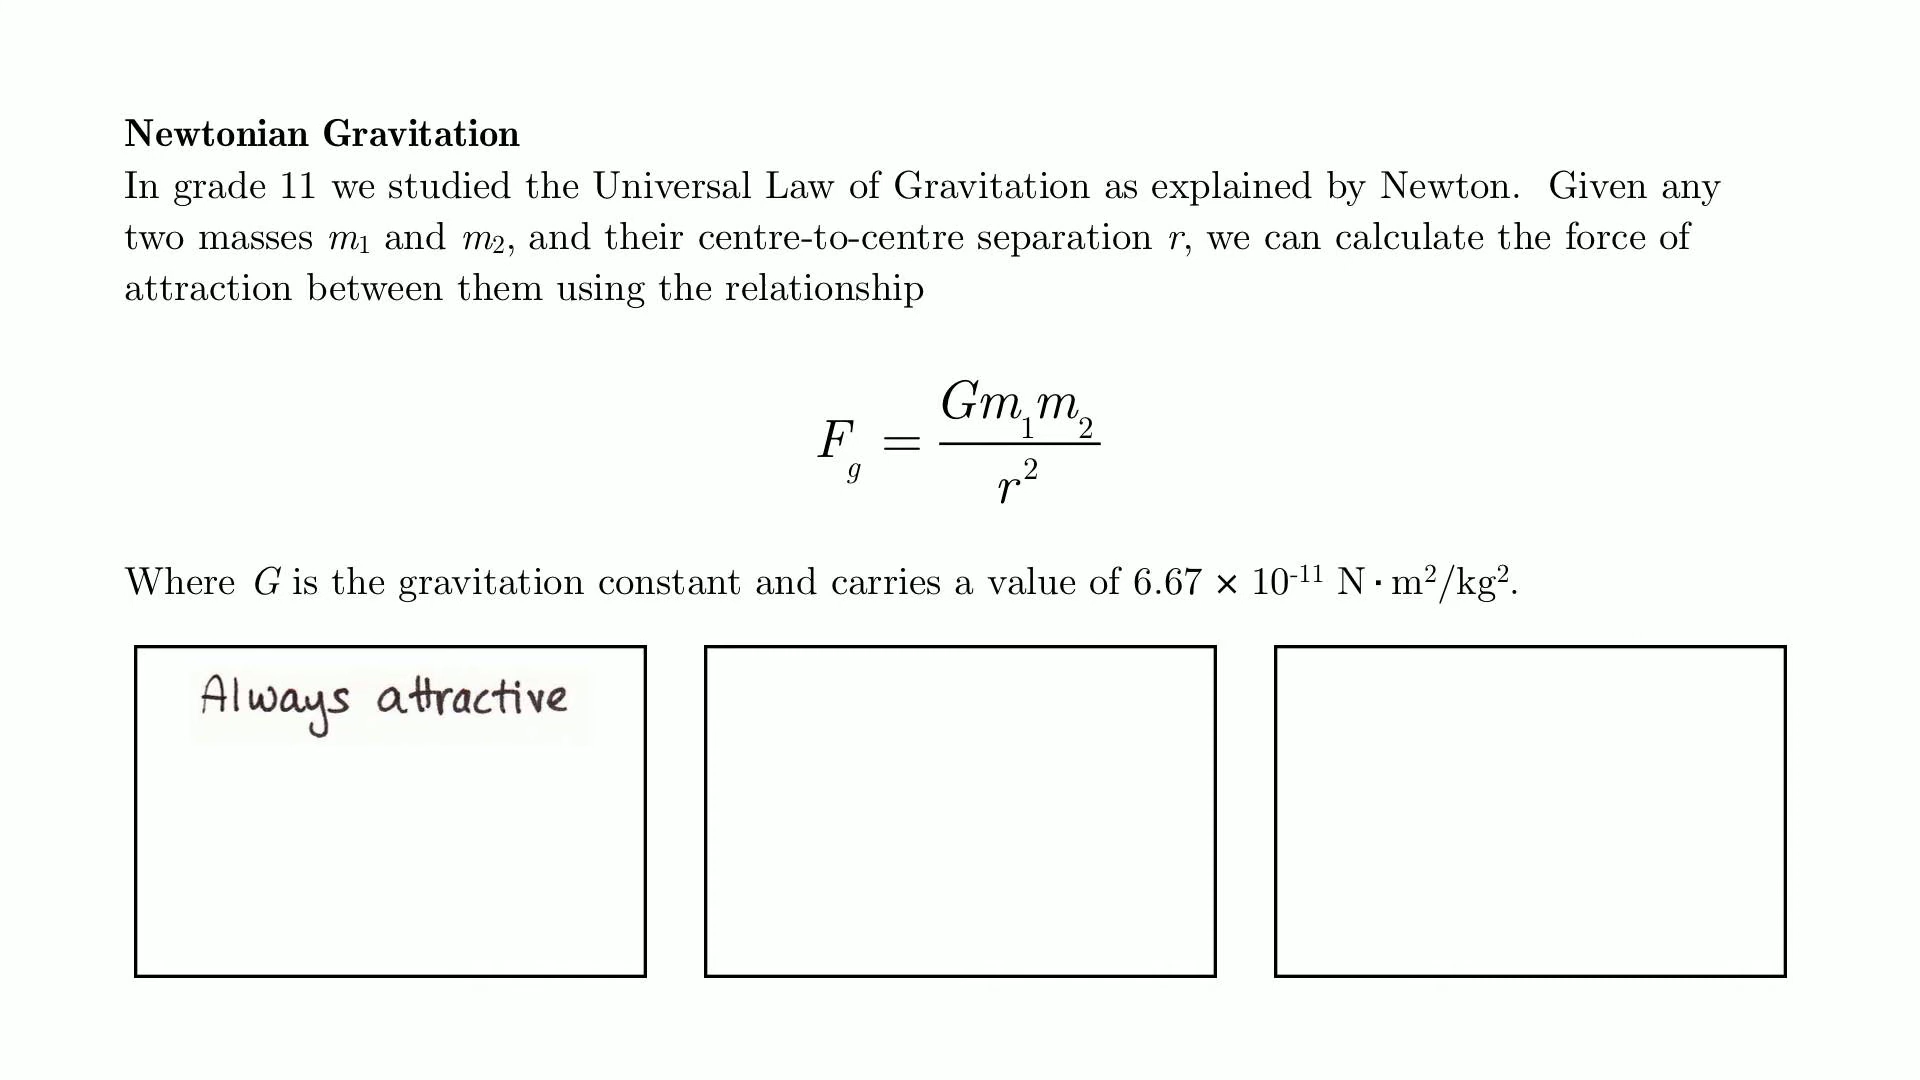 Newtonian Gravitation
In grade 11 we studied the Universal Law of Gravitation as explained by Newton. Given any
two masses m₁ and m₂, and their centre-to-centre separation r, we can calculate the force of
attraction between them using the relationship
F_g = Gm₁m₂ / r²
Where G is the gravitation constant and carries a value of 6.67 × 10⁻¹¹ N·m²/kg².
Always attractive